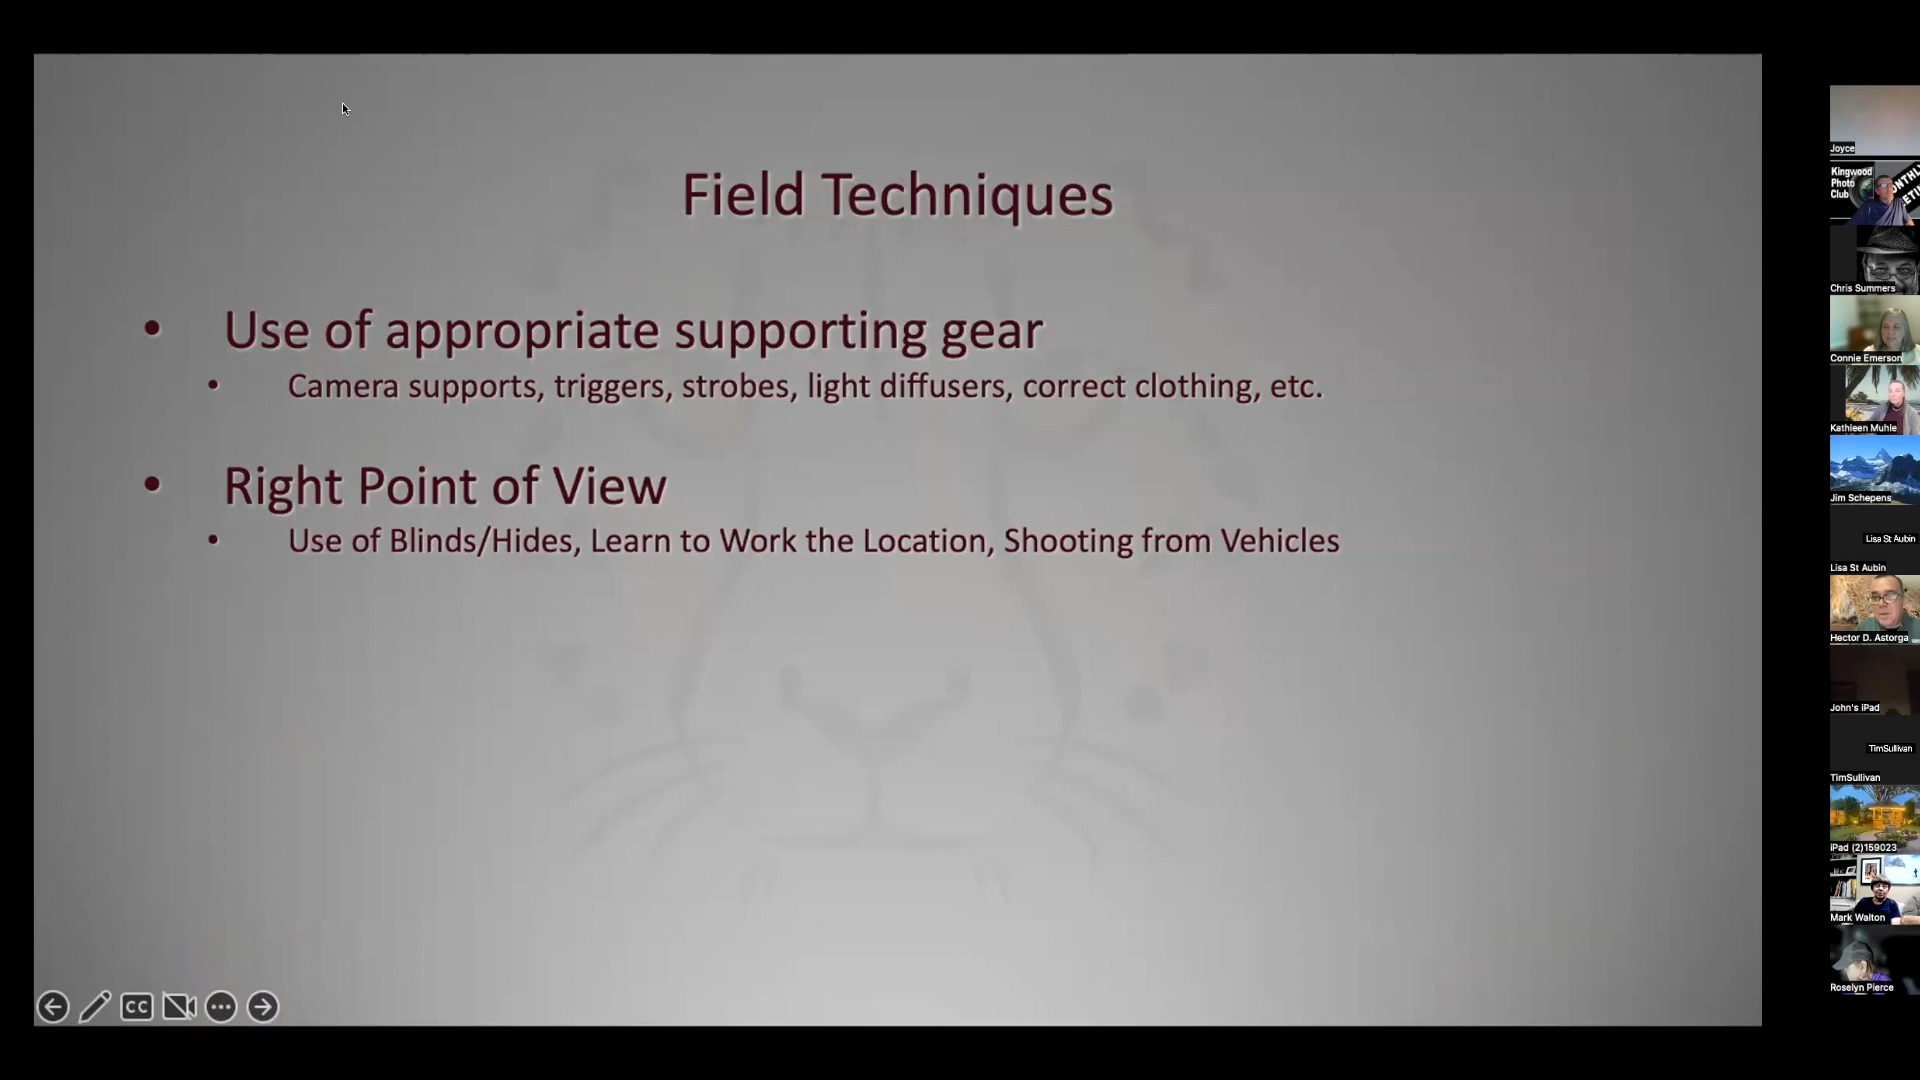 Field Techniques
• Use of appropriate supporting gear
• Camera supports, triggers, strobes, light diffusers, correct clothing, etc.
• Right Point of View
• Use of Blinds/Hides, Learn to Work the Location, Shooting from Vehicles
CC
Joyce
Kingwood
Photo
Club
Chris Summers
Connie Emerson
Kathleen Muhle
Jim Schepens
Lisa St Aubin
Lisa St Aubin
Hector D. Astorga
John's iPad
TimSullivan
TimSullivan
iPad (2)159023
Mark Walton
Roselyn Pierce